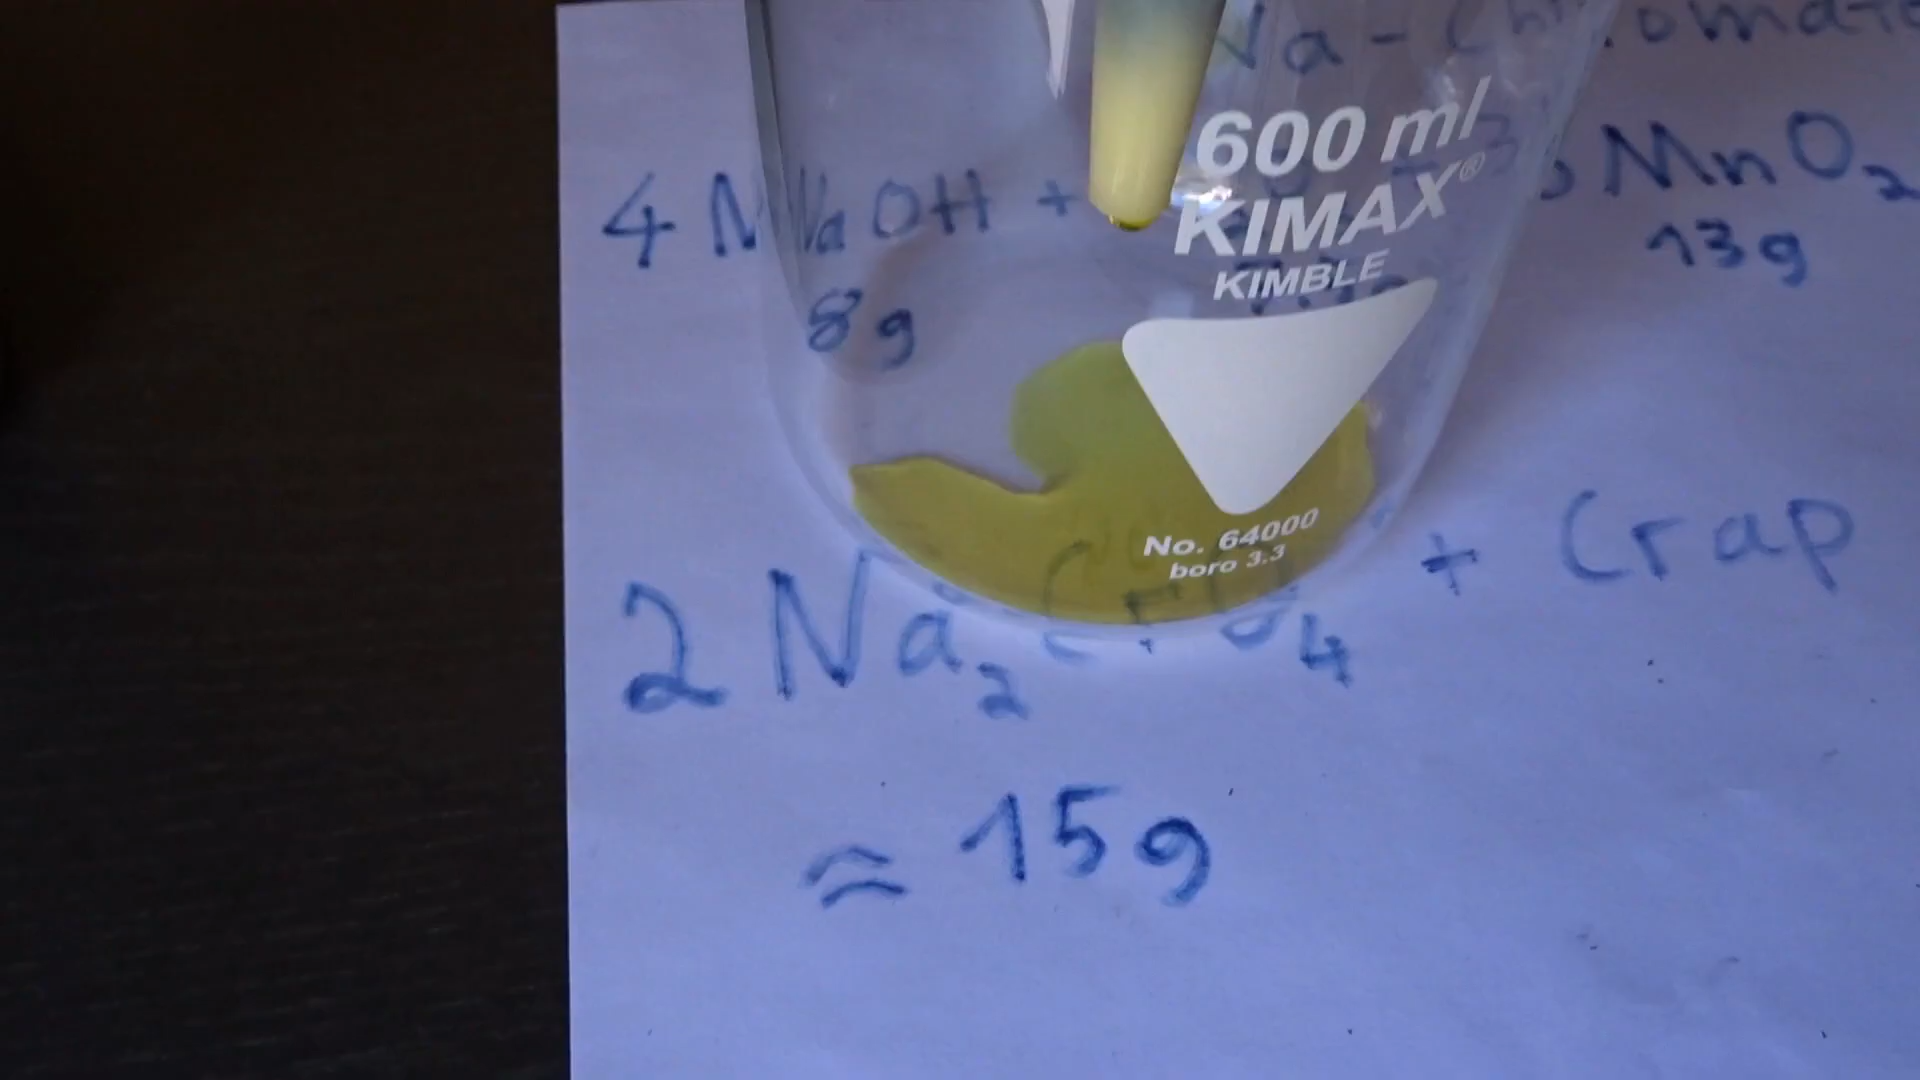 Na - Chromate
4 NaOH + MnO2
8g 13g
600 ml
KIMAX®
KIMBLE
No. 64000
boro 3.3
2 Na2CrO4 + Crap
≈ 15g